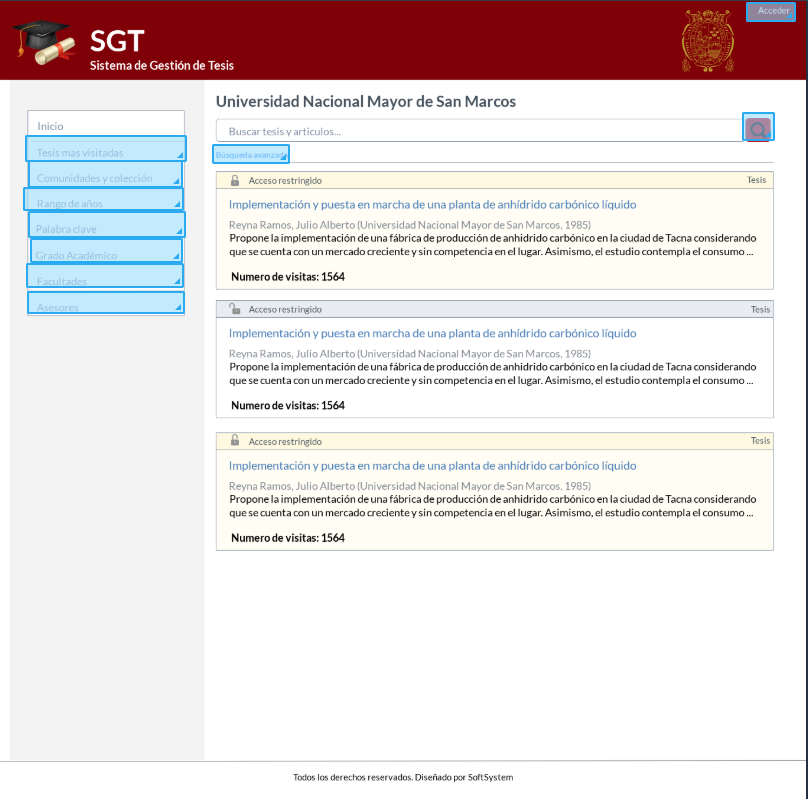 Acceder
SGT
Sistema de Gestión de Tesis
Inicio
Tesis mas visitadas
Comunidades y colección
Rango de años
Palabra clave
Grado Académico
Facultades
Asesores
Universidad Nacional Mayor de San Marcos
Buscar tesis y articulos...
Búsqueda avanzad
Acceso restringido Tesis
Implementación y puesta en marcha de una planta de anhídrido carbónico líquido
Reyna Ramos, Julio Alberto (Universidad Nacional Mayor de San Marcos, 1985)
Propone la implementación de una fábrica de producción de anhidrido carbónico en la ciudad de Tacna considerando
que se cuenta con un mercado creciente y sin competencia en el lugar. Asimismo, el estudio contempla el consumo ...
Numero de visitas: 1564
Acceso restringido Tesis
Implementación y puesta en marcha de una planta de anhídrido carbónico líquido
Reyna Ramos, Julio Alberto (Universidad Nacional Mayor de San Marcos, 1985)
Propone la implementación de una fábrica de producción de anhidrido carbónico en la ciudad de Tacna considerando
que se cuenta con un mercado creciente y sin competencia en el lugar. Asimismo, el estudio contempla el consumo ...
Numero de visitas: 1564
Acceso restringido Tesis
Implementación y puesta en marcha de una planta de anhídrido carbónico líquido
Reyna Ramos, Julio Alberto (Universidad Nacional Mayor de San Marcos, 1985)
Propone la implementación de una fábrica de producción de anhidrido carbónico en la ciudad de Tacna considerando
que se cuenta con un mercado creciente y sin competencia en el lugar. Asimismo, el estudio contempla el consumo ...
Numero de visitas: 1564
Todos los derechos reservados. Diseñado por SoftSystem